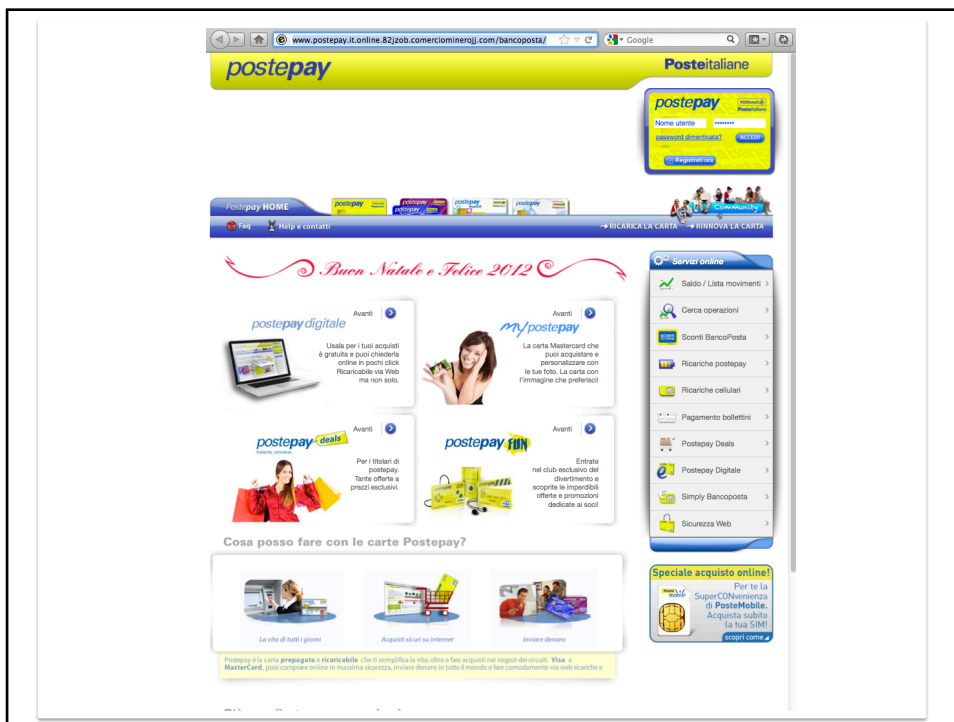 www.postepay.it.online.82jzob.comerciominerojj.com/bancoposta/
Google
postepay
Posteitaliane
postepay
Posteitaliane
Nome utente
••••••••
password dimenticata?
ACCEDI
Registrati ora
Postepay HOME
postepay
postepay
postepay
postepay
Community
Faq
Help e contatti
RICARICA LA CARTA
RINNOVA LA CARTA
Buon Natale e Felice 2012
Avanti
postepay digitale
Usala per i tuoi acquisti
è gratuita e puoi chiederla
online in pochi click
Ricaricabile via Web
ma non solo.
Avanti
mypostepay
La carta Mastercard che
puoi acquistare e
personalizzare con
le tue foto. La carta con
l'immagine che preferisci!
Avanti
postepay deals
insieme, conviene.
Per i titolari di
postepay.
Tante offerte a
prezzi esclusivi.
Avanti
postepay FUN
Entrate
nel club esclusivo del
divertimento e
scoprite le imperdibili
offerte e promozioni
dedicate ai soci!
Servizi online
Saldo / Lista movimenti
Cerca operazioni
Sconti BancoPosta
Ricariche postepay
Ricariche cellulari
Pagamento bollettini
Postepay Deals
Postepay Digitale
Simply Bancoposta
Sicurezza Web
Cosa posso fare con le carte Postepay?
La vita di tutti i giorni
Acquisti sicuri su internet
Inviare denaro
Postepay è la carta prepagata e ricaricabile che ti semplifica la vita: oltre a fare acquisti nei negozi dei circuiti Visa e
MasterCard, puoi comprare online in massima sicurezza, inviare denaro in tutto il mondo e fare comodamente via web ricariche e
Speciale acquisto online!
Per te la
SuperCONvenienza
di PosteMobile.
Acquista subito
la tua SIM!
scopri come